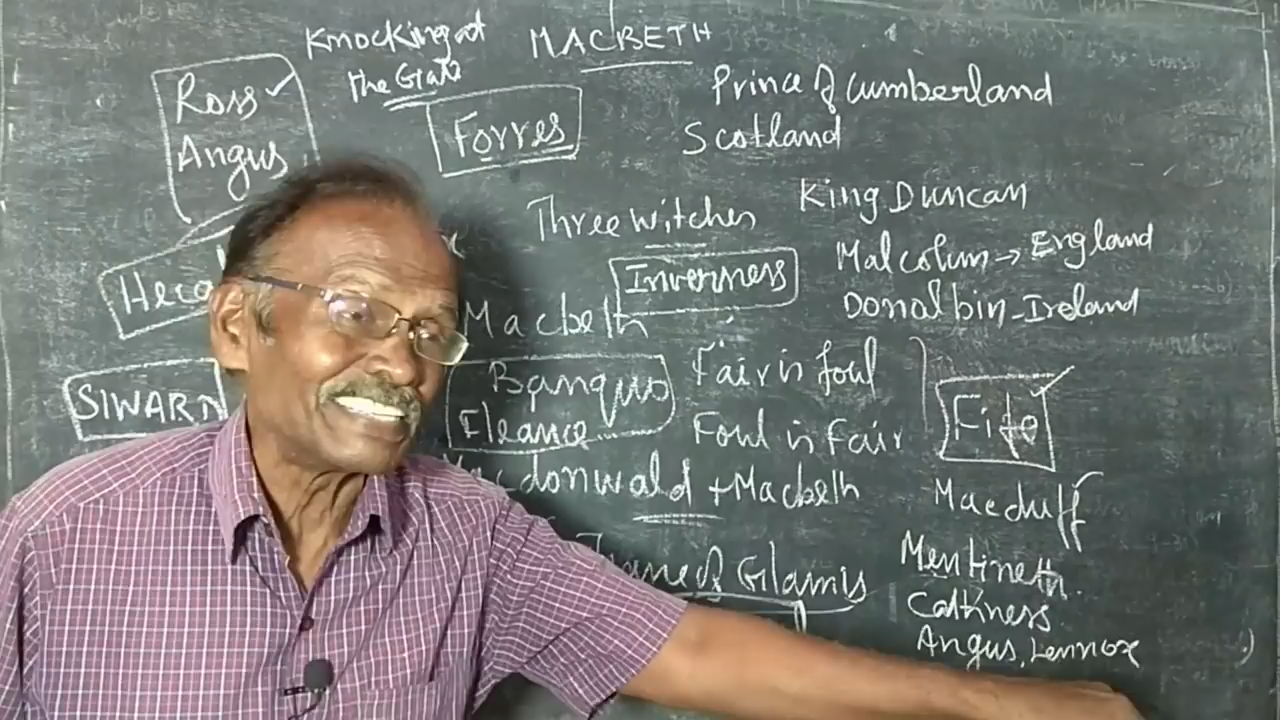 Knocking at
the Gate
MACBETH
Ross
Angus
Forres
Prince of Cumberland
Scotland
Three witches
King Duncan
Inverness
Malcolum → England
Donalbin - Ireland
Macbeth
SIWARD
Banquo
Fleance
Fair is foul
Foul is Fair
Fife
donwald + Macbeth
Macduff
Thane of Glamis
Mentineth
Cathness
Angus, Lennox